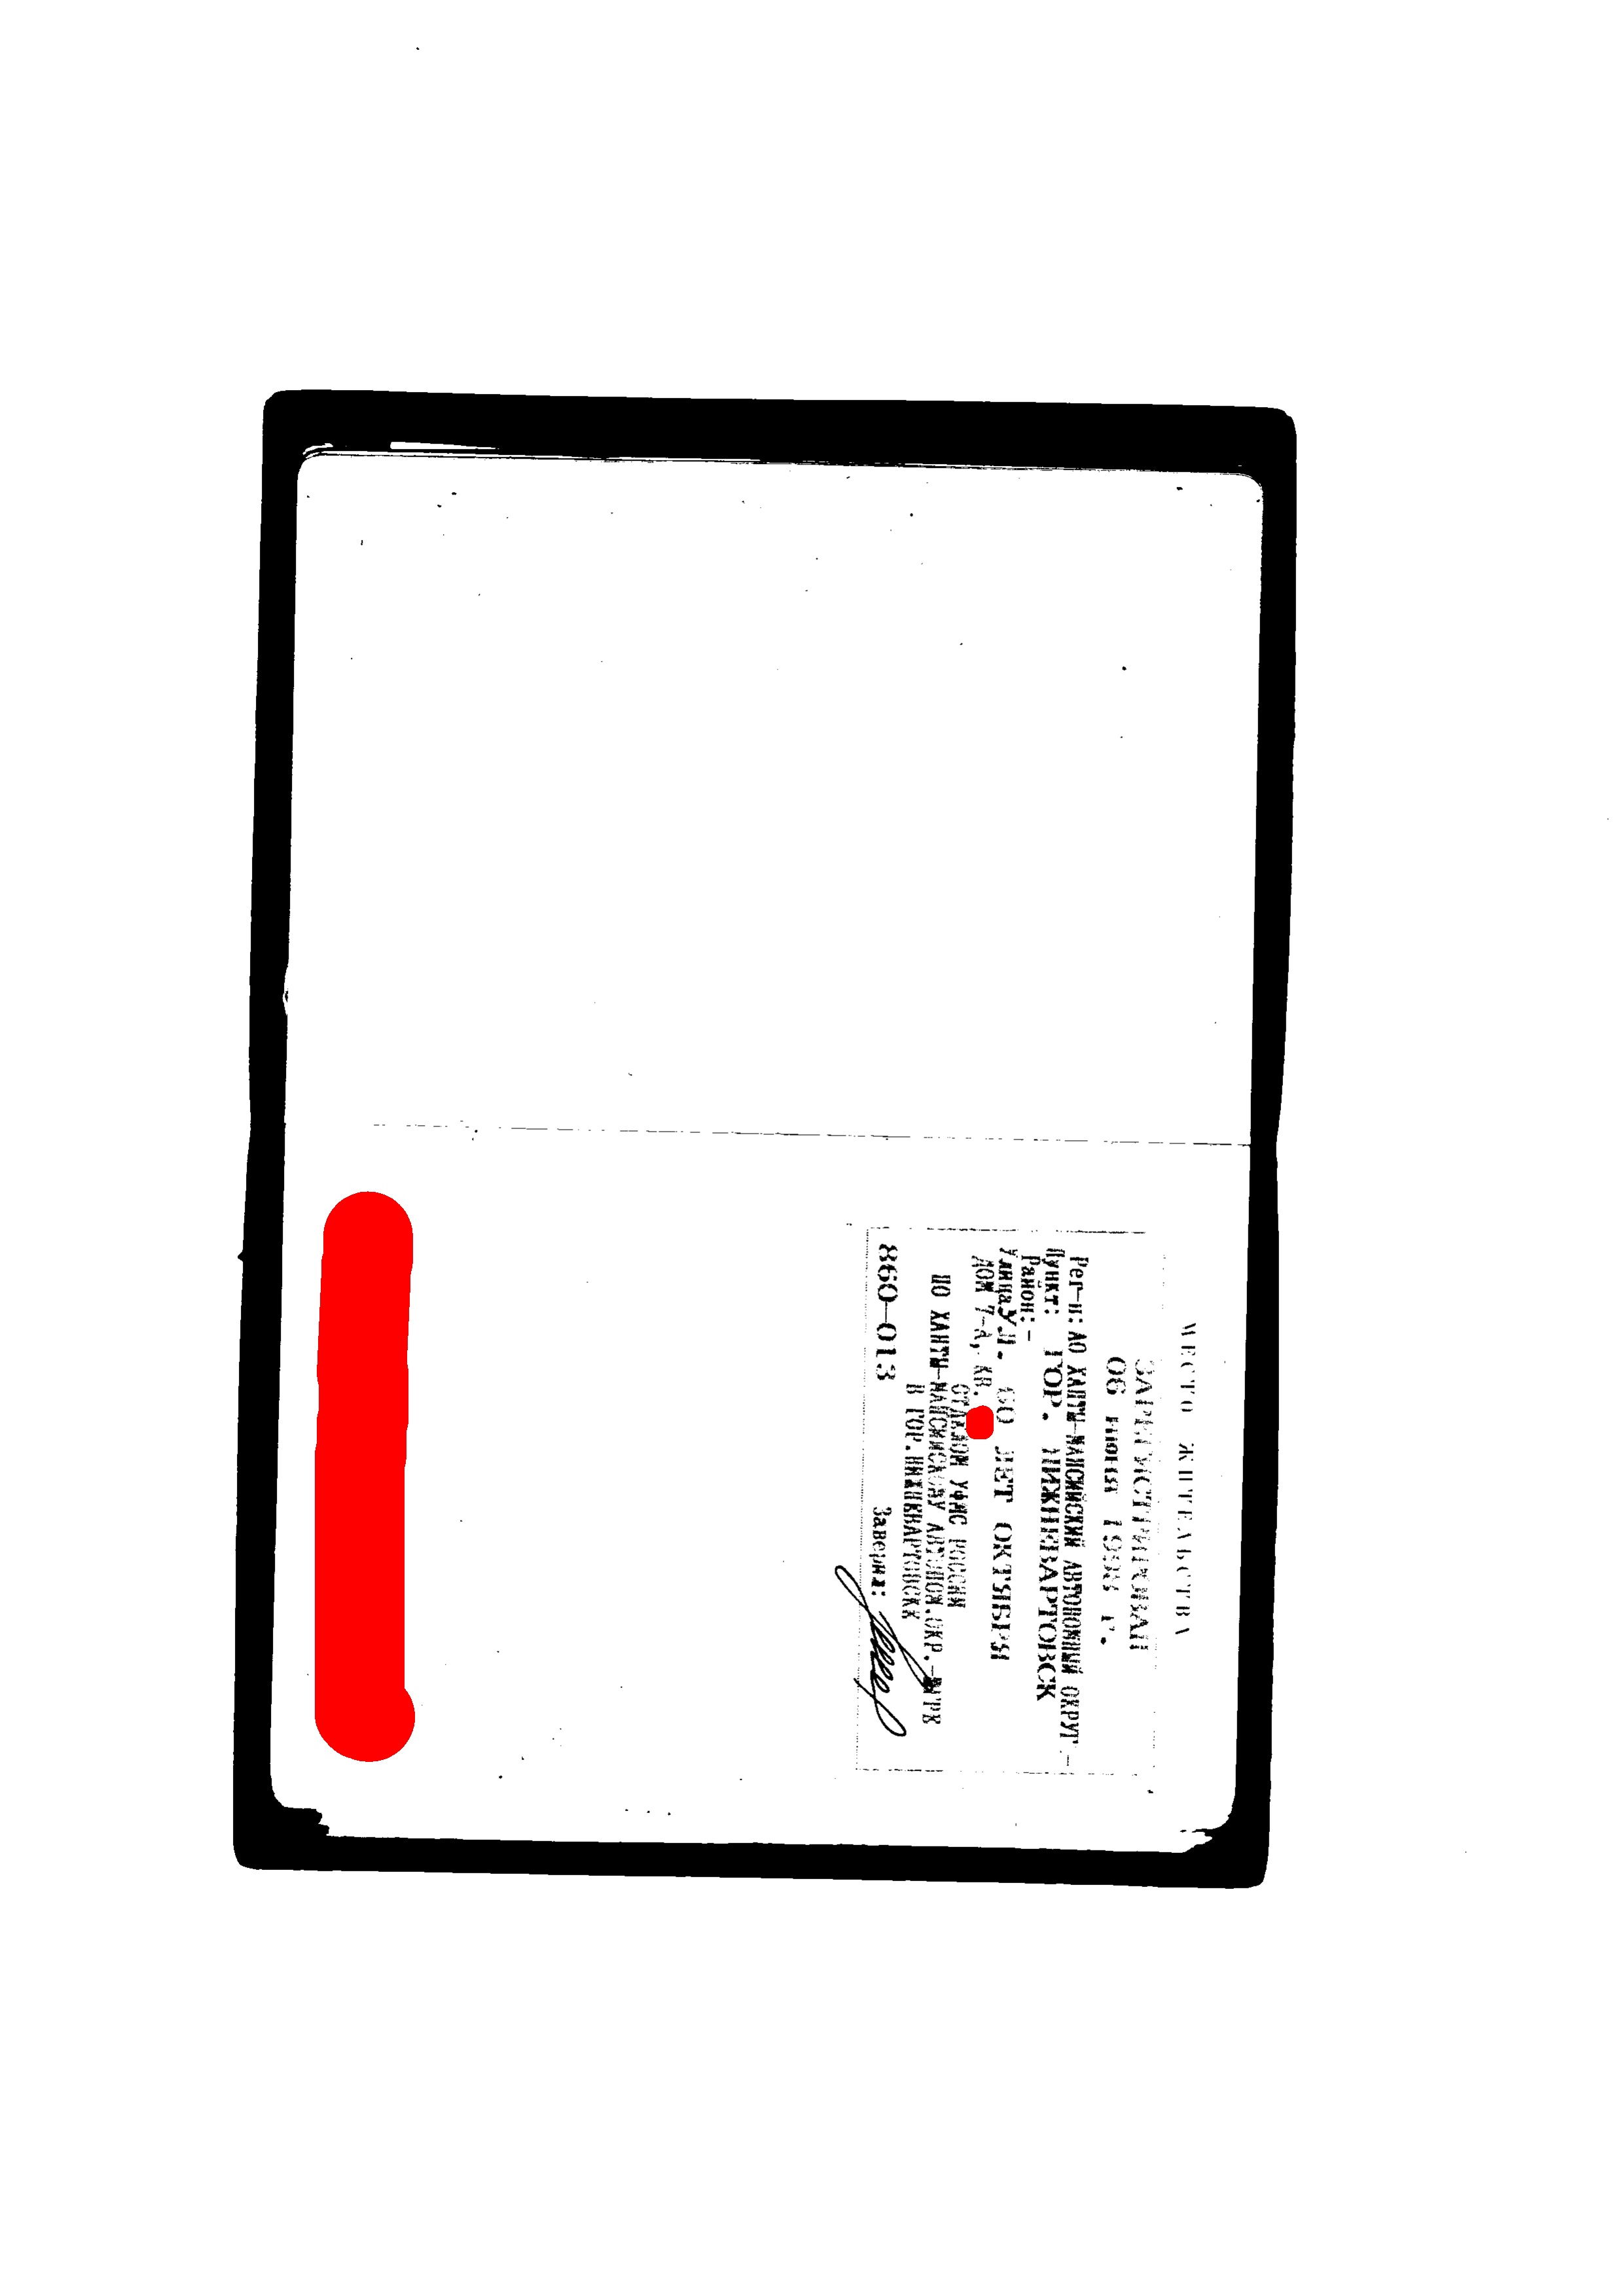 МЕСТО ЖИТЕЛЬСТВА
ЗАРЕГИСТРИРОВАН
06 июня 1998 г.
Рег-н: АО ХАНТЫ-МАНСИЙСКИЙ АВТОНОМНЫЙ ОКРУГ -
Пункт: ГОР. НИЖНЕВАРТОВСК
Район: -
Улица УЛ. 60 ЛЕТ ОКТЯБРЯ
ДОМ 7-А, КВ.
ОТДЕЛОМ УФМС РОССИИ
ПО ХАНТЫ-МАНСИЙСКОМУ АВТОНОМ.ОКР.-ЮГРЕ
В ГОР.НИЖНЕВАРТОВСКЕ
860-013 Заверил: